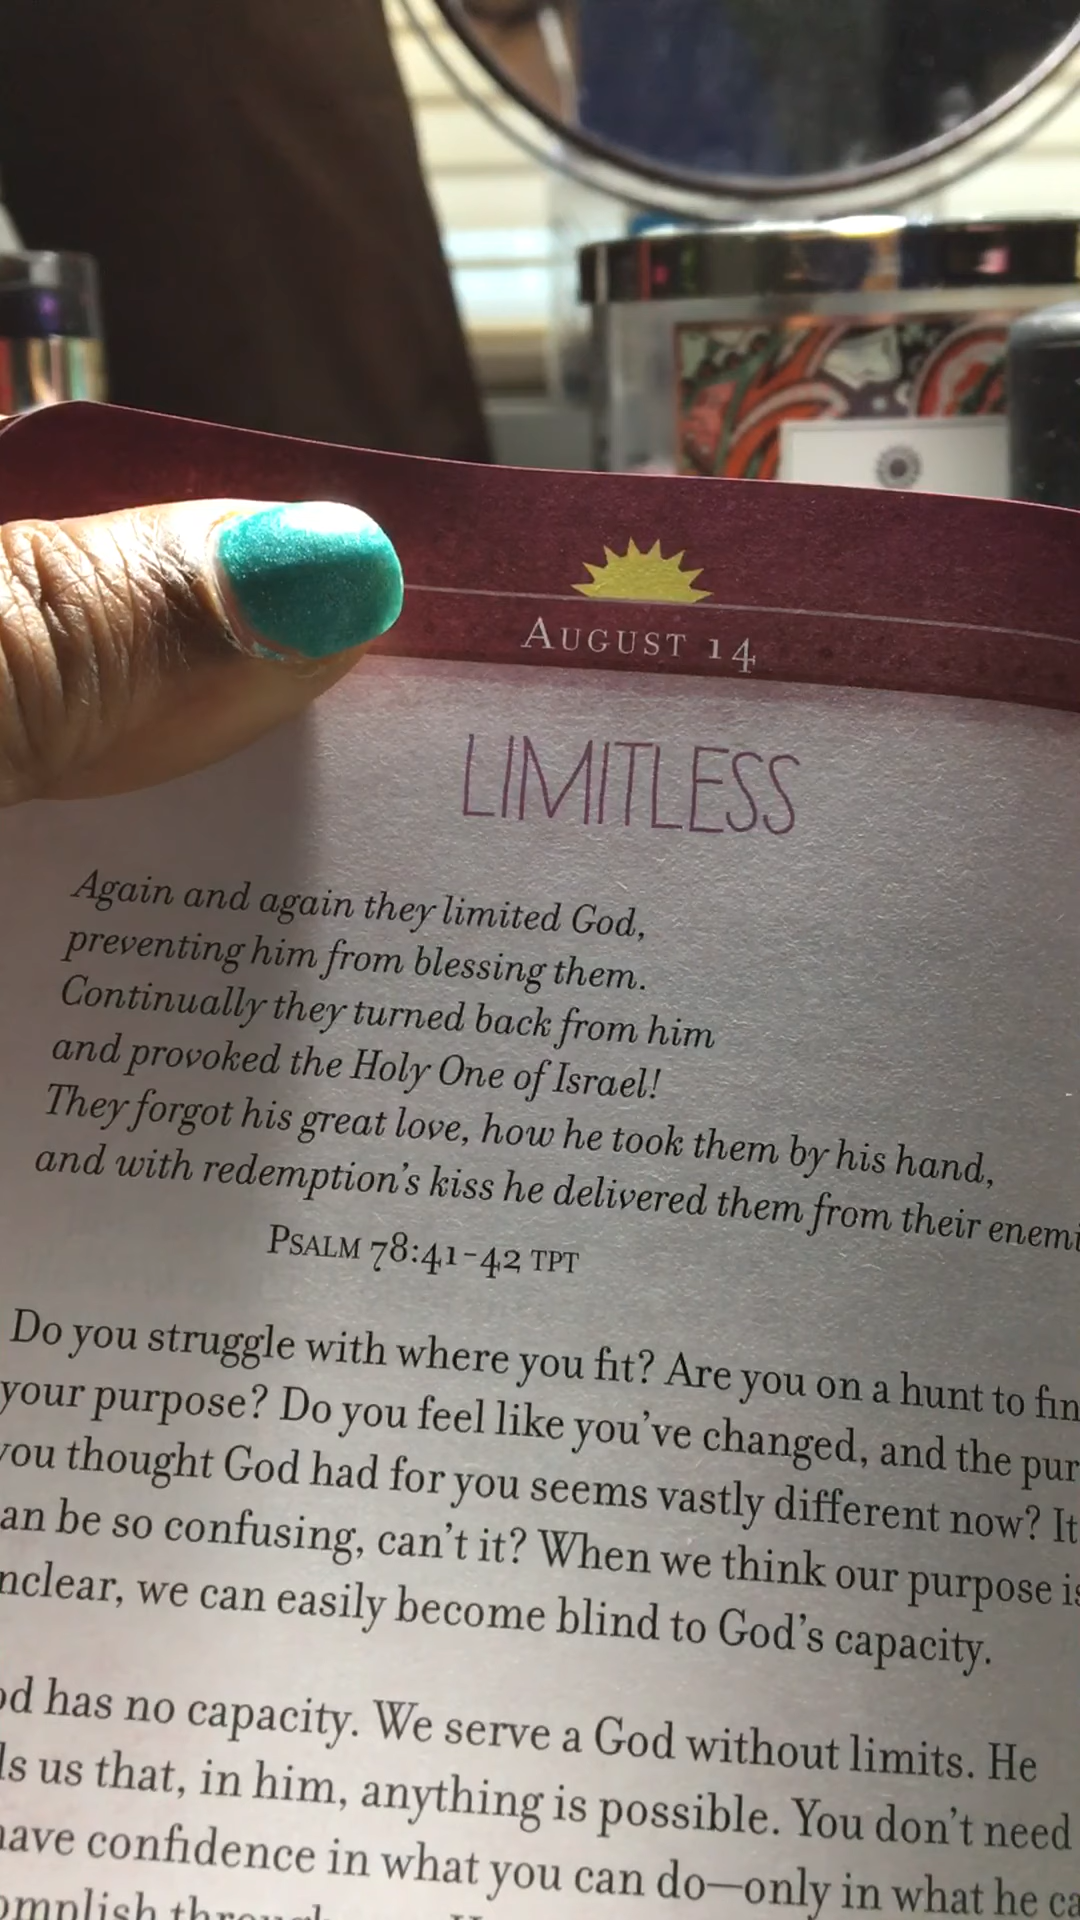 August 14
LIMITLESS
Again and again they limited God,
preventing him from blessing them.
Continually they turned back from him
and provoked the Holy One of Israel!
They forgot his great love, how he took them by his hand,
and with redemption's kiss he delivered them from their enemi
Psalm 78:41-42 TPT
Do you struggle with where you fit? Are you on a hunt to fin
your purpose? Do you feel like you've changed, and the pur
you thought God had for you seems vastly different now? It
an be so confusing, can't it? When we think our purpose is
nclear, we can easily become blind to God's capacity.
od has no capacity. We serve a God without limits. He
ls us that, in him, anything is possible. You don't need
have confidence in what you can do—only in what he ca